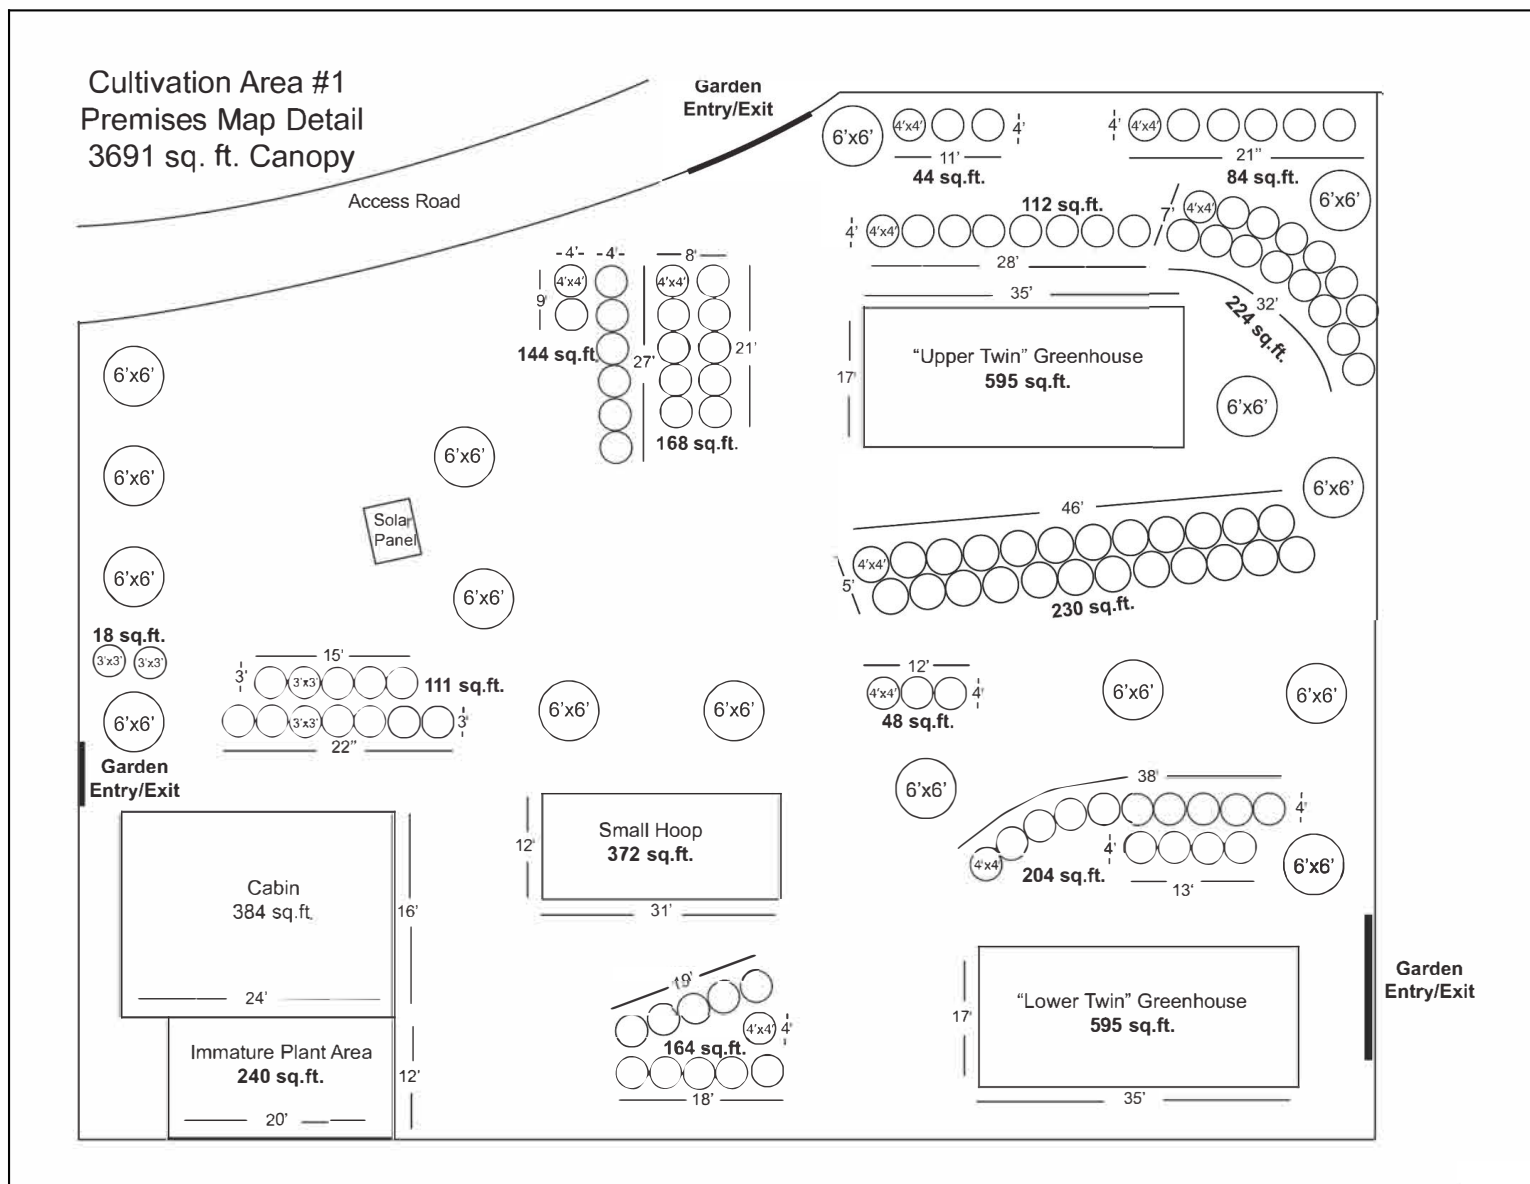 Cultivation Area #1
Premises Map Detail
3691 sq. ft. Canopy
Access Road
Garden
Entry/Exit
6'x6'
4'x4'
4'
11'
44 sq.ft.
4'
4'x4'
21"
84 sq.ft.
6'x6'
112 sq.ft.
4'
4'x4'
28'
7'
4'x4'
32'
224 sq.ft.
4'
4'
4'x4'
9'
144 sq.ft.
27'
8'
4'x4'
21'
168 sq.ft.
35'
17'
"Upper Twin" Greenhouse
595 sq.ft.
6'x6'
6'x6'
6'x6'
6'x6'
6'x6'
6'x6'
Solar
Panel
6'x6'
6'x6'
46'
4'x4'
5'
230 sq.ft.
18 sq.ft.
3'x3'
3'x3'
6'x6'
Garden
Entry/Exit
15'
3'
3'x3'
111 sq.ft.
3'x3'
3'
22"
6'x6'
6'x6'
12'
4'x4'
4'
48 sq.ft.
6'x6'
6'x6'
6'x6'
38'
4'
4'
4'x4'
204 sq.ft.
13'
6'x6'
Cabin
384 sq.ft.
16'
24'
Immature Plant Area
240 sq.ft.
12'
20'
Small Hoop
372 sq.ft.
12'
31'
19'
4'x4'
4'
164 sq.ft.
18'
17'
"Lower Twin" Greenhouse
595 sq.ft.
35'
Garden
Entry/Exit